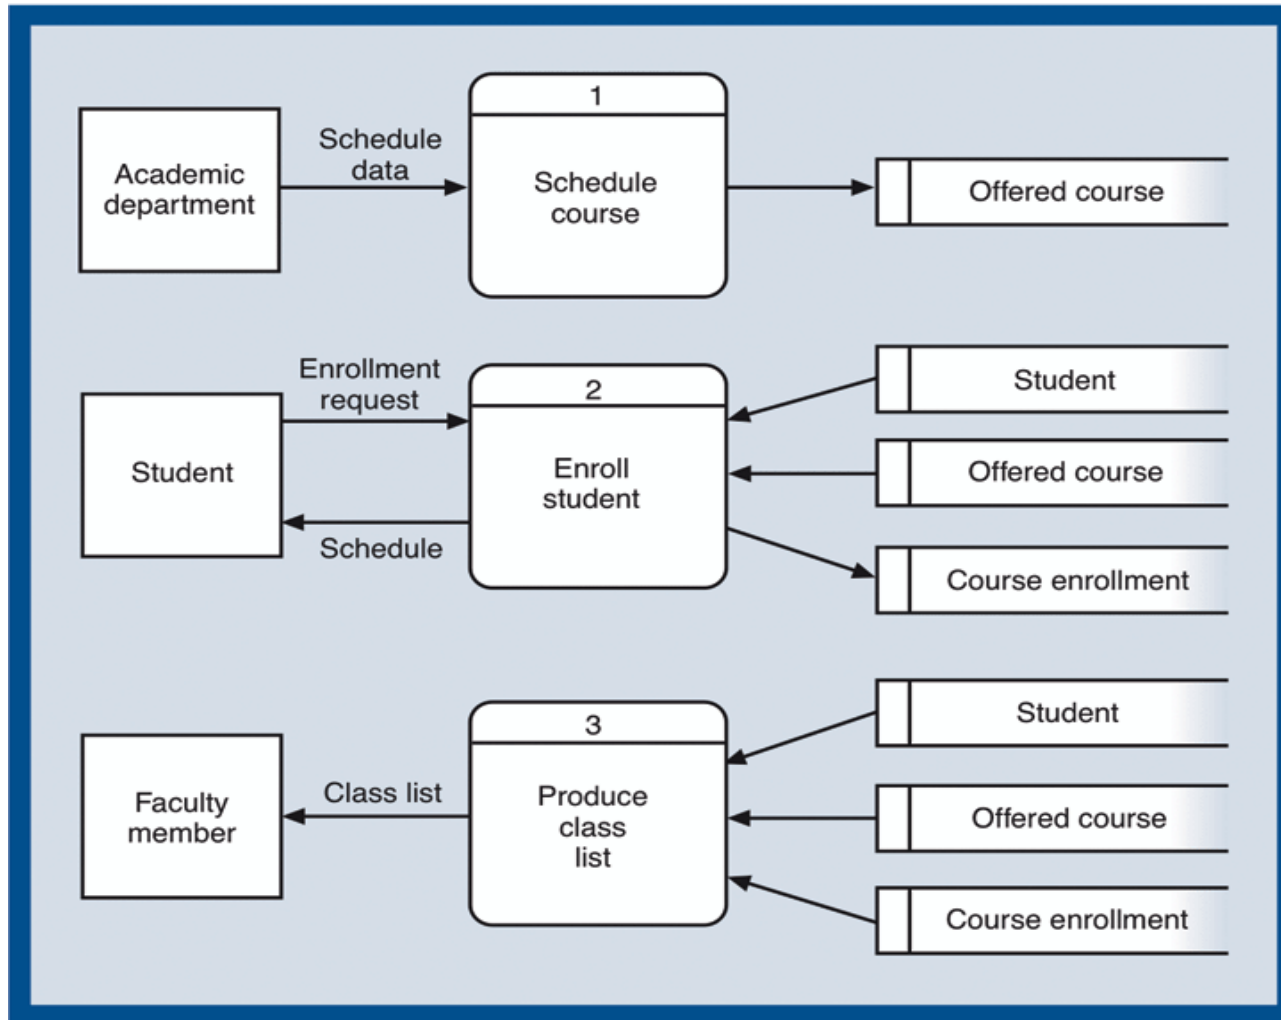 1
Schedule
data
Academic
department
Schedule
course
Offered course
Enrollment
request
2
Student
Student
Enroll
student
Offered course
Schedule
Course enrollment
3
Student
Class list
Faculty
member
Produce
class
list
Offered course
Course enrollment